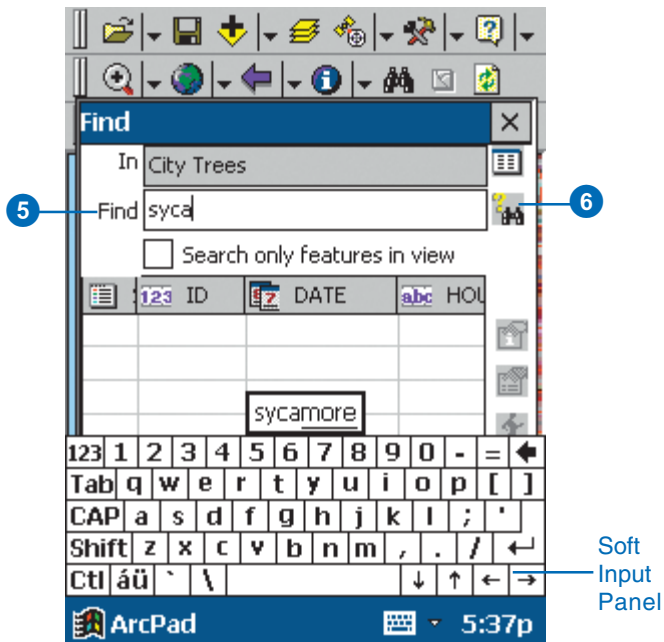 Find
In City Trees
5 Find syca 6
Search only features in view
123 ID DATE abc HOU
sycamore
123 1 2 3 4 5 6 7 8 9 0 - =
Tab q w e r t y u i o p [ ]
CAP a s d f g h j k l ; '
Shift z x c v b n m , . /
Ctl áü ` \ ↓ ↑ ← →
Soft
Input
Panel
ArcPad 5:37p